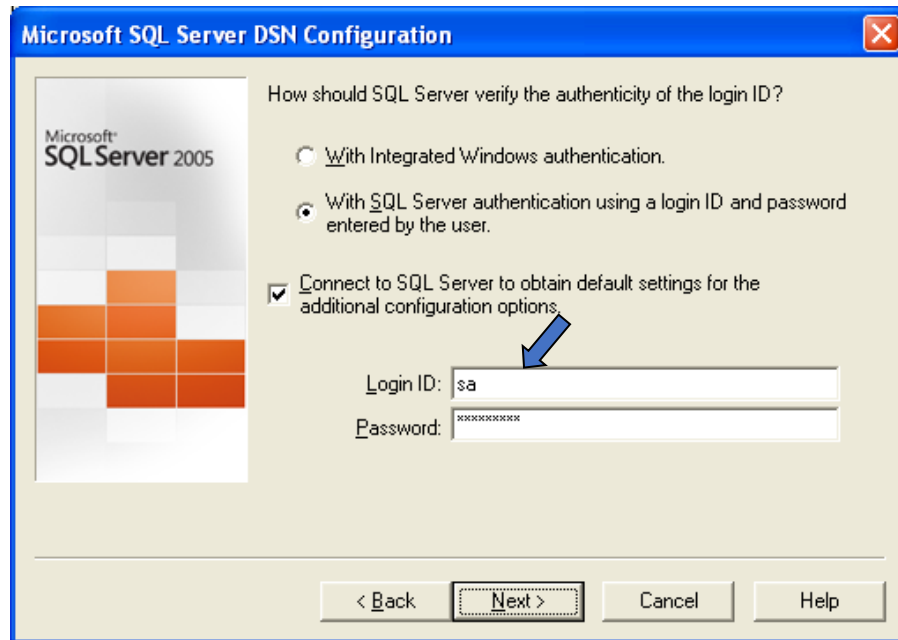 Microsoft SQL Server DSN Configuration
Microsoft
SQL Server 2005
How should SQL Server verify the authenticity of the login ID?
With Integrated Windows authentication.
With SQL Server authentication using a login ID and password
entered by the user.
Connect to SQL Server to obtain default settings for the
additional configuration options.
Login ID: sa
Password: *********
< Back Next > Cancel Help